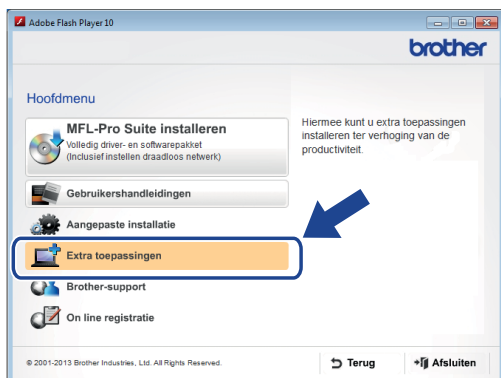 Adobe Flash Player 10
brother
Hoofdmenu
MFL-Pro Suite installeren
Volledig driver- en softwarepakket
(Inclusief instellen draadloos netwerk)
Gebruikershandleidingen
Aangepaste installatie
Extra toepassingen
Brother-support
On line registratie
Hiermee kunt u extra toepassingen
installeren ter verhoging van de
productiviteit.
© 2001-2013 Brother Industries, Ltd. All Rights Reserved.
Terug
Afsluiten